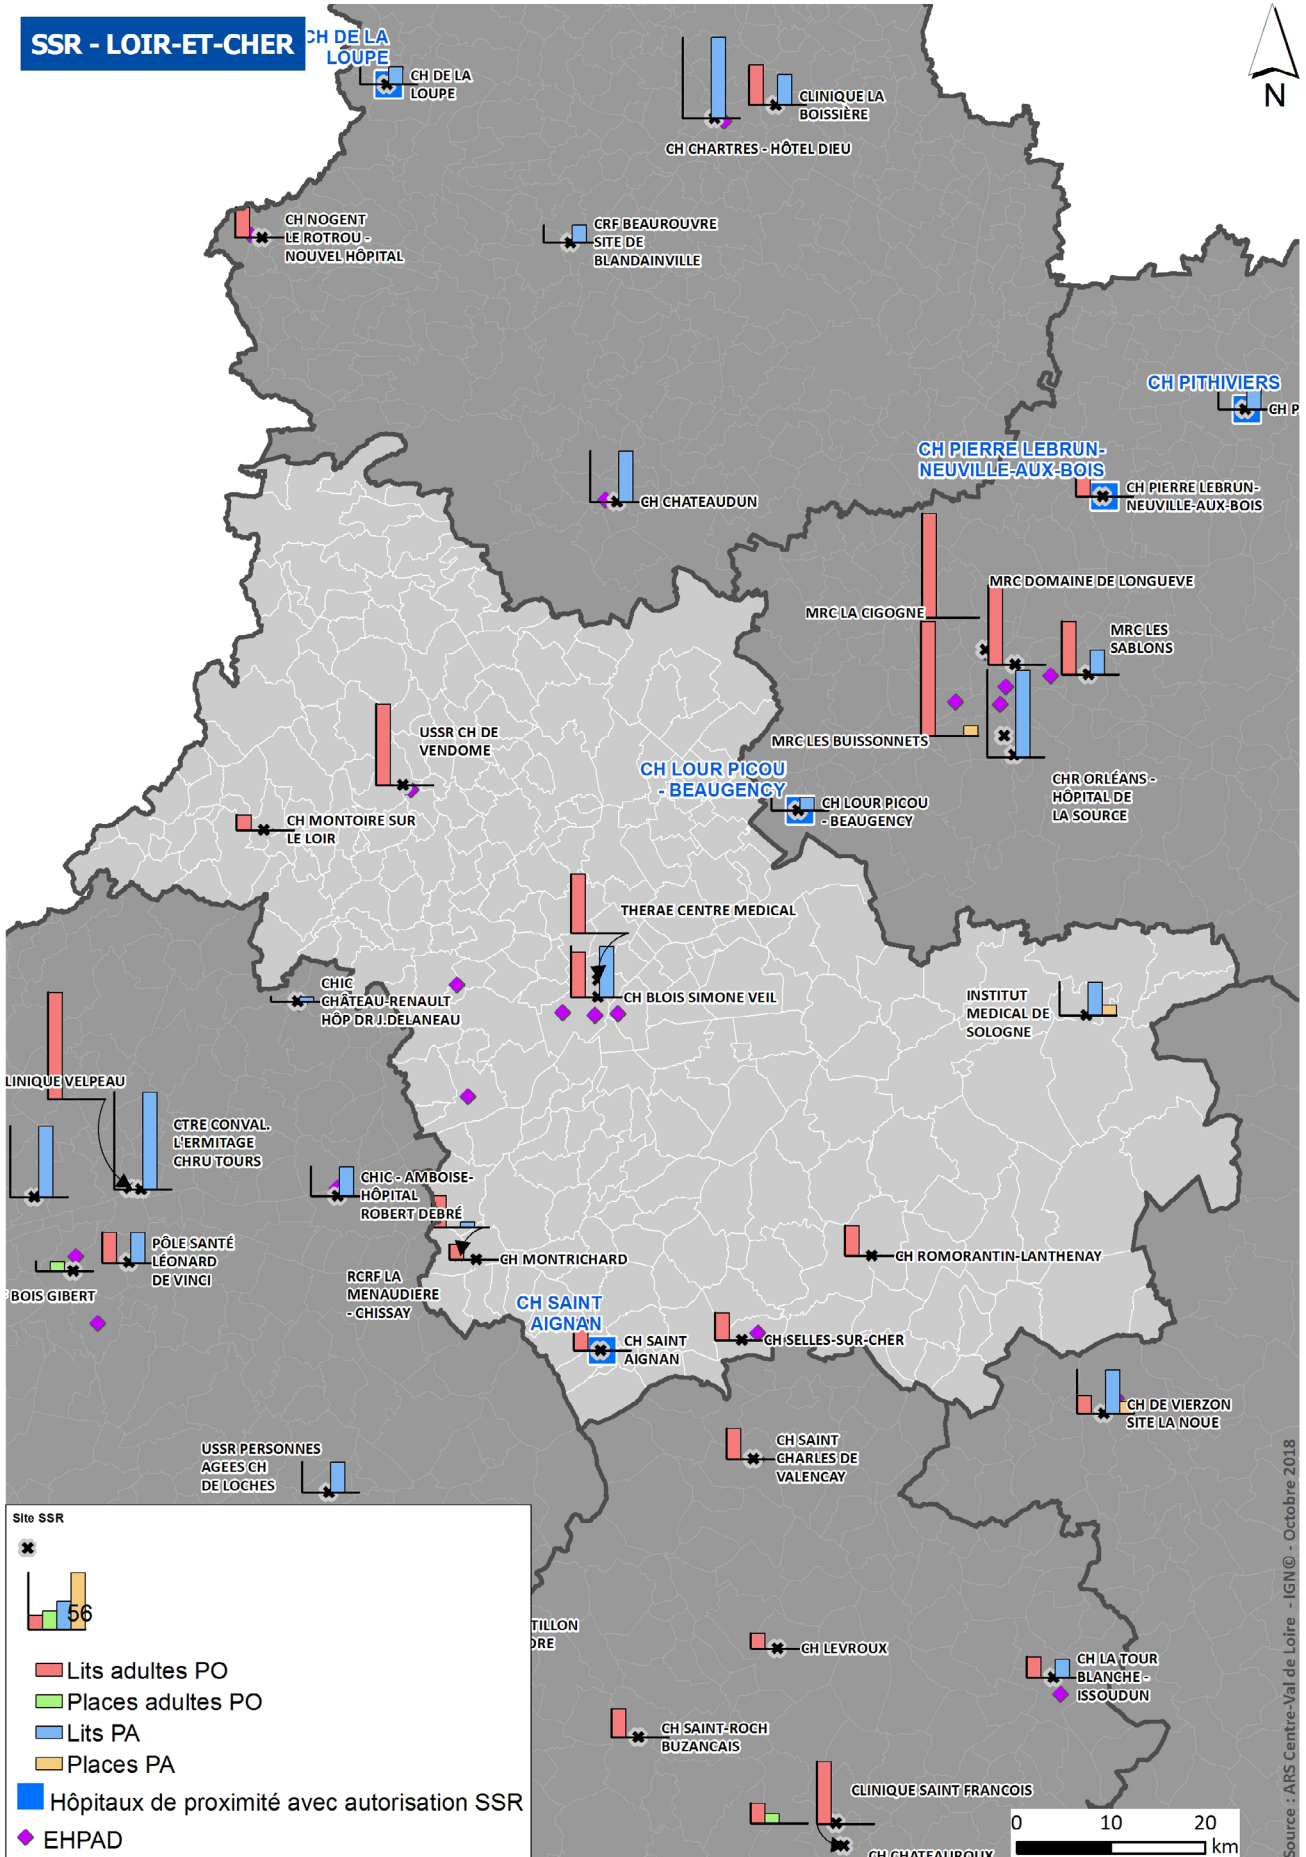 SSR - LOIR-ET-CHER
CH DE LA
LOUPE
CH DE LA
LOUPE
CLINIQUE LA
BOISSIÈRE
CH CHARTRES - HÔTEL DIEU
N
CH NOGENT
LE ROTROU -
NOUVEL HÔPITAL
CRF BEAUROUVRE
SITE DE
BLANDAINVILLE
CH PITHIVIERS
CH P
CH PIERRE LEBRUN-
NEUVILLE-AUX-BOIS
CH PIERRE LEBRUN-
NEUVILLE-AUX-BOIS
CH CHATEAUDUN
MRC DOMAINE DE LONGUEVE
MRC LA CIGOGNE
MRC LES
SABLONS
MRC LES BUISSONNETS
CHR ORLÉANS -
HÔPITAL DE
LA SOURCE
USSR CH DE
VENDOME
CH LOUR PICOU
- BEAUGENCY
CH LOUR PICOU
- BEAUGENCY
CH MONTOIRE SUR
LE LOIR
THERAE CENTRE MEDICAL
CH BLOIS SIMONE VEIL
CHIC
CHÂTEAU-RENAULT
HÔP DR J.DELANEAU
INSTITUT
MEDICAL DE
SOLOGNE
LINIQUE VELPEAU
CTRE CONVAL.
L'ERMITAGE
CHRU TOURS
CHIC - AMBOISE-
HÔPITAL
ROBERT DEBRÉ
PÔLE SANTÉ
LÉONARD
DE VINCI
BOIS GIBERT
CH MONTRICHARD
RCRF LA
MENAUDIERE
- CHISSAY
CH ROMORANTIN-LANTHENAY
CH SAINT
AIGNAN
CH SAINT
AIGNAN
CH SELLES-SUR-CHER
CH DE VIERZON
SITE LA NOUE
USSR PERSONNES
AGEES CH
DE LOCHES
CH SAINT
CHARLES DE
VALENCAY
TILLON
DRE
CH LEVROUX
CH LA TOUR
BLANCHE -
ISSOUDUN
CH SAINT-ROCH
BUZANCAIS
CLINIQUE SAINT FRANCOIS
CH CHATEAUROUX
Site SSR
56
Lits adultes PO
Places adultes PO
Lits PA
Places PA
Hôpitaux de proximité avec autorisation SSR
EHPAD
0 10 20
km
Source : ARS Centre-Val de Loire - IGN© - Octobre 2018